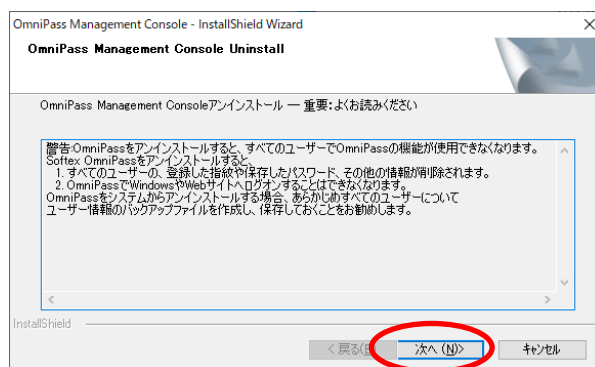 OmniPass Management Console - InstallShield Wizard
OmniPass Management Console Uninstall
OmniPass Management Consoleアンインストール ― 重要:よくお読みください
警告:OmniPassをアンインストールすると、すべてのユーザーでOmniPassの機能が使用できなくなります。
Softex OmniPassをアンインストールすると、
1. すべてのユーザーの、登録した指紋や保存したパスワード、その他の情報が削除されます。
2. OmniPassでWindowsやWebサイトへログオンすることはできなくなります。
OmniPassをシステムからアンインストールする場合、あらかじめすべてのユーザーについて
ユーザー情報のバックアップファイルを作成し、保存しておくことをお勧めします。
InstallShield
< 戻る(
次へ (N)>
キャンセル